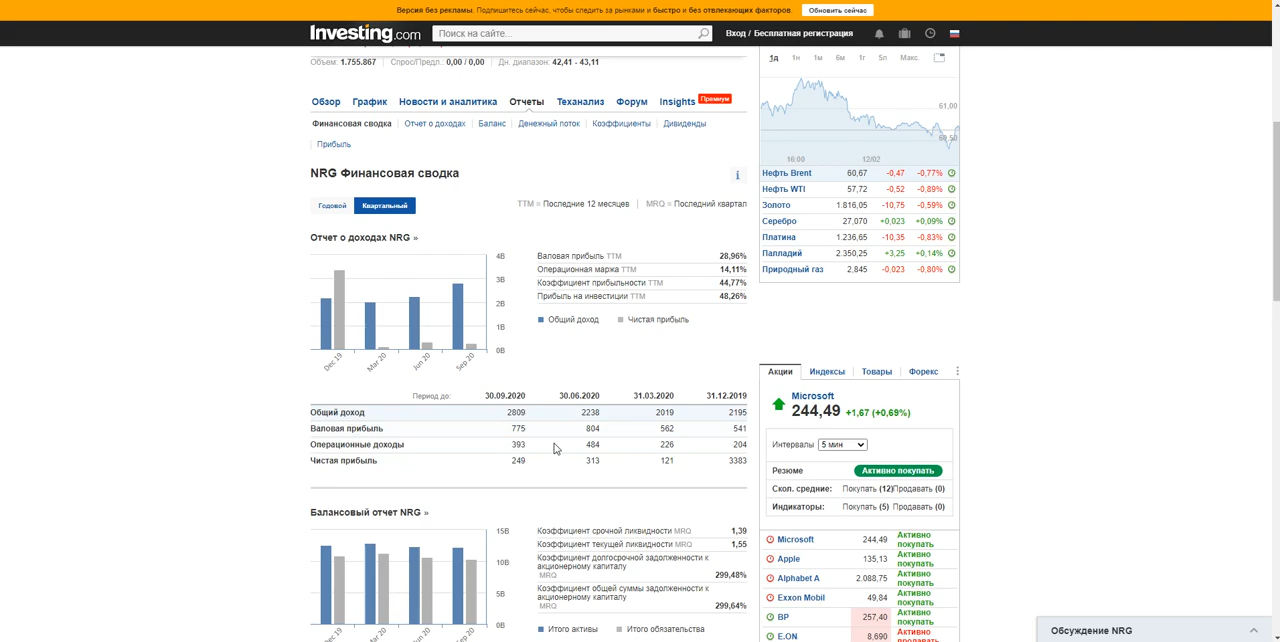 Версия без рекламы. Подпишитесь сейчас, чтобы следить за рынками и быстро и без отвлекающих факторов. Обновить сейчас
Investing.com Поиск на сайте... Вход / Бесплатная регистрация
Объем: 1.755.867 Спрос/Предл.: 0,00 / 0,00 Дн. диапазон: 42,41 - 43,11
Обзор График Новости и аналитика Отчеты Теханализ Форум Insights Премиум
Финансовая сводка Отчет о доходах Баланс Денежный поток Коэффициенты Дивиденды
Прибыль
NRG Финансовая сводка
i
Годовой Квартальный TTM = Последние 12 месяцев MRQ = Последний квартал
Отчет о доходах NRG »
4B
3B
2B
1B
0B
Dec 19 Mar 20 Jun 20 Sep 20
Валовая прибыль TTM 28,96%
Операционная маржа TTM 14,11%
Коэффициент прибыльности TTM 44,77%
Прибыль на инвестиции TTM 48,26%
Общий доход Чистая прибыль
Период до: 30.09.2020 30.06.2020 31.03.2020 31.12.2019
Общий доход 2809 2238 2019 2195
Валовая прибыль 775 804 562 541
Операционные доходы 393 484 226 204
Чистая прибыль 249 313 121 3383
Балансовый отчет NRG »
15B
10B
5B
0B
Dec 19 Mar 20 Jun 20 Sep 20
Коэффициент срочной ликвидности MRQ 1,39
Коэффициент текущей ликвидности MRQ 1,55
Коэффициент долгосрочной задолженности к
акционерному капиталу
MRQ 299,48%
Коэффициент общей суммы задолженности к
акционерному капиталу
MRQ 299,64%
Итого активы Итого обязательства
1д 1н 1м 6м 1г 5л Макс.
61,00
60,50
16:00 12/02
Нефть Brent 60,67 -0,47 -0,77%
Нефть WTI 57,72 -0,52 -0,89%
Золото 1.816,05 -10,75 -0,59%
Серебро 27,070 +0,023 +0,09%
Платина 1.236,65 -10,35 -0,83%
Палладий 2.350,25 +3,25 +0,14%
Природный газ 2,845 -0,023 -0,80%
Акции Индексы Товары Форекс
Microsoft
244,49 +1,67 (+0,69%)
Интервалы 5 мин
Резюме Активно покупать
Скол. средние: Покупать (12) Продавать (0)
Индикаторы: Покупать (5) Продавать (0)
Microsoft 244,49 Активно покупать
Apple 135,13 Активно покупать
Alphabet A 2.088,75 Активно покупать
Exxon Mobil 49,84 Активно покупать
BP 257,40 Активно покупать
E.ON 8,690 Активно продавать
Обсуждение NRG